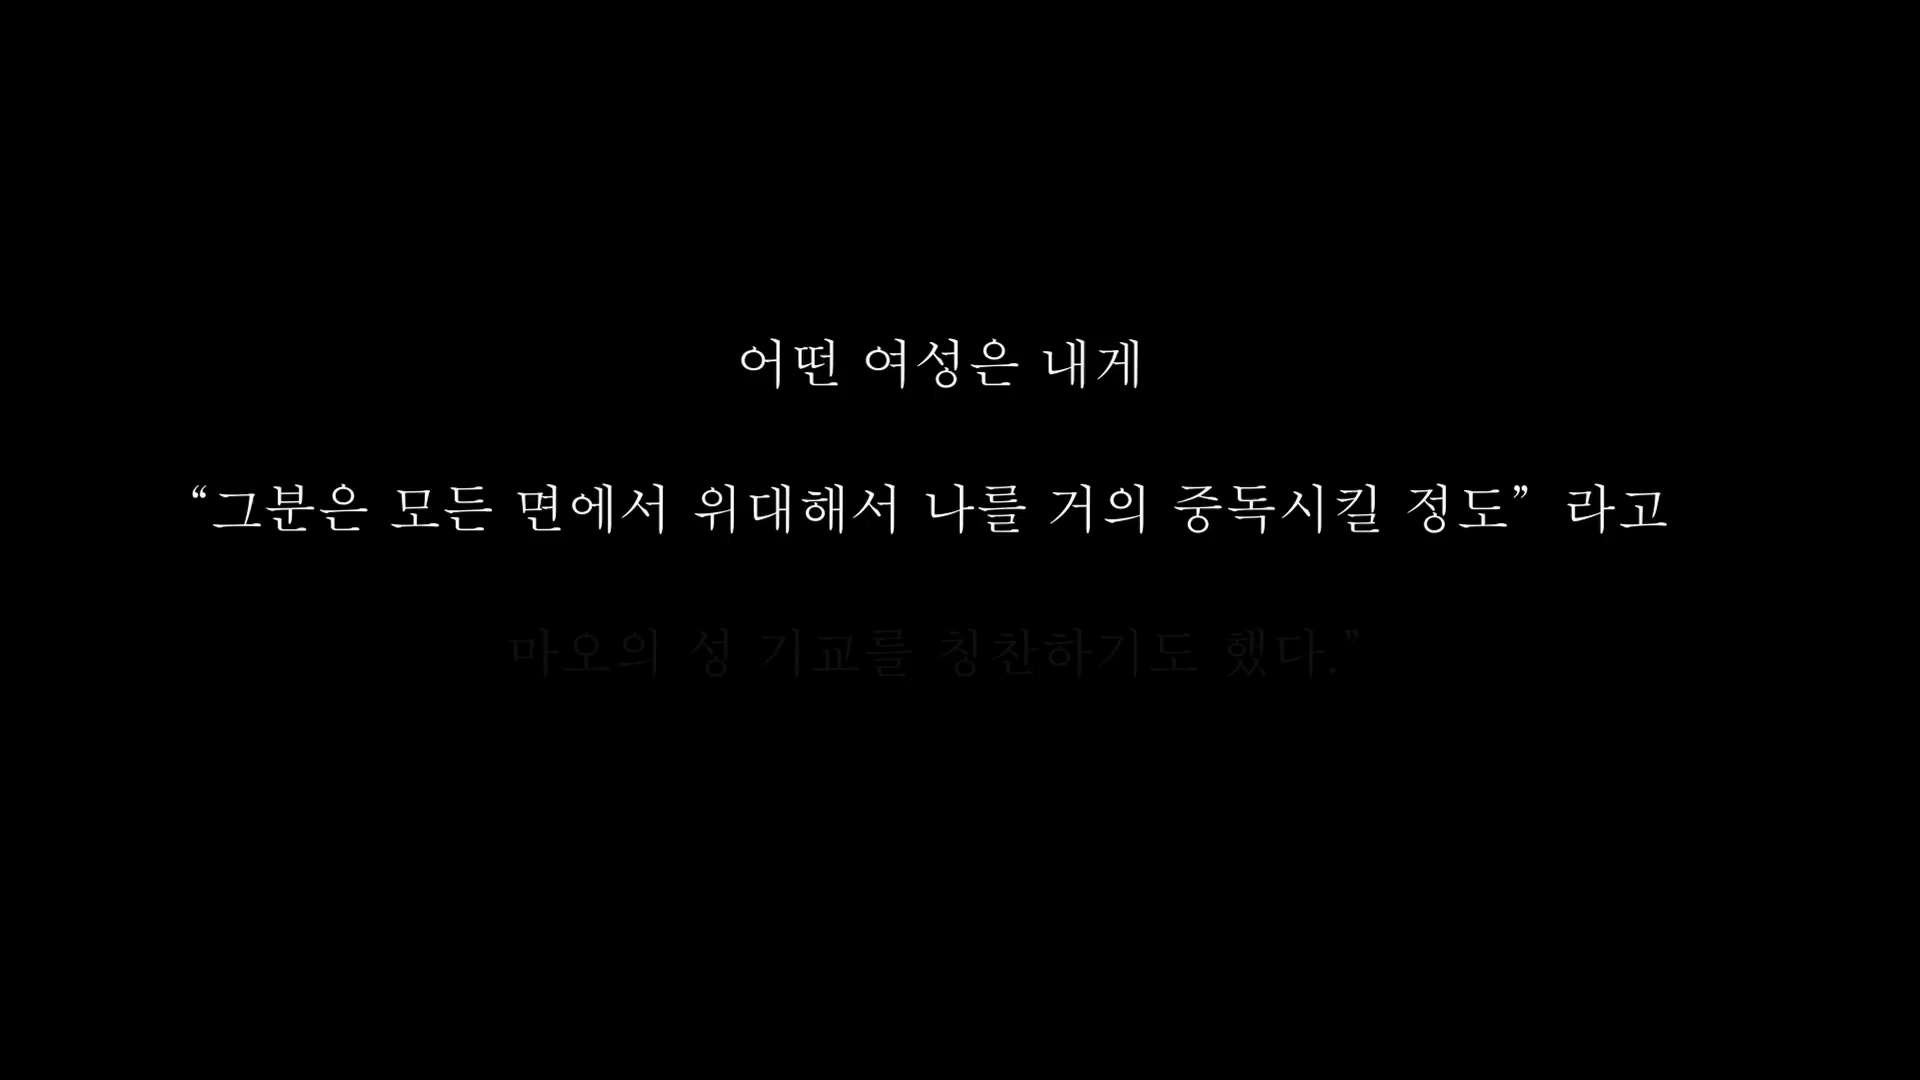 어떤 여성은 내게
“그분은 모든 면에서 위대해서 나를 거의 중독시킬 정도” 라고
마오의 성 기교를 칭찬하기도 했다.”